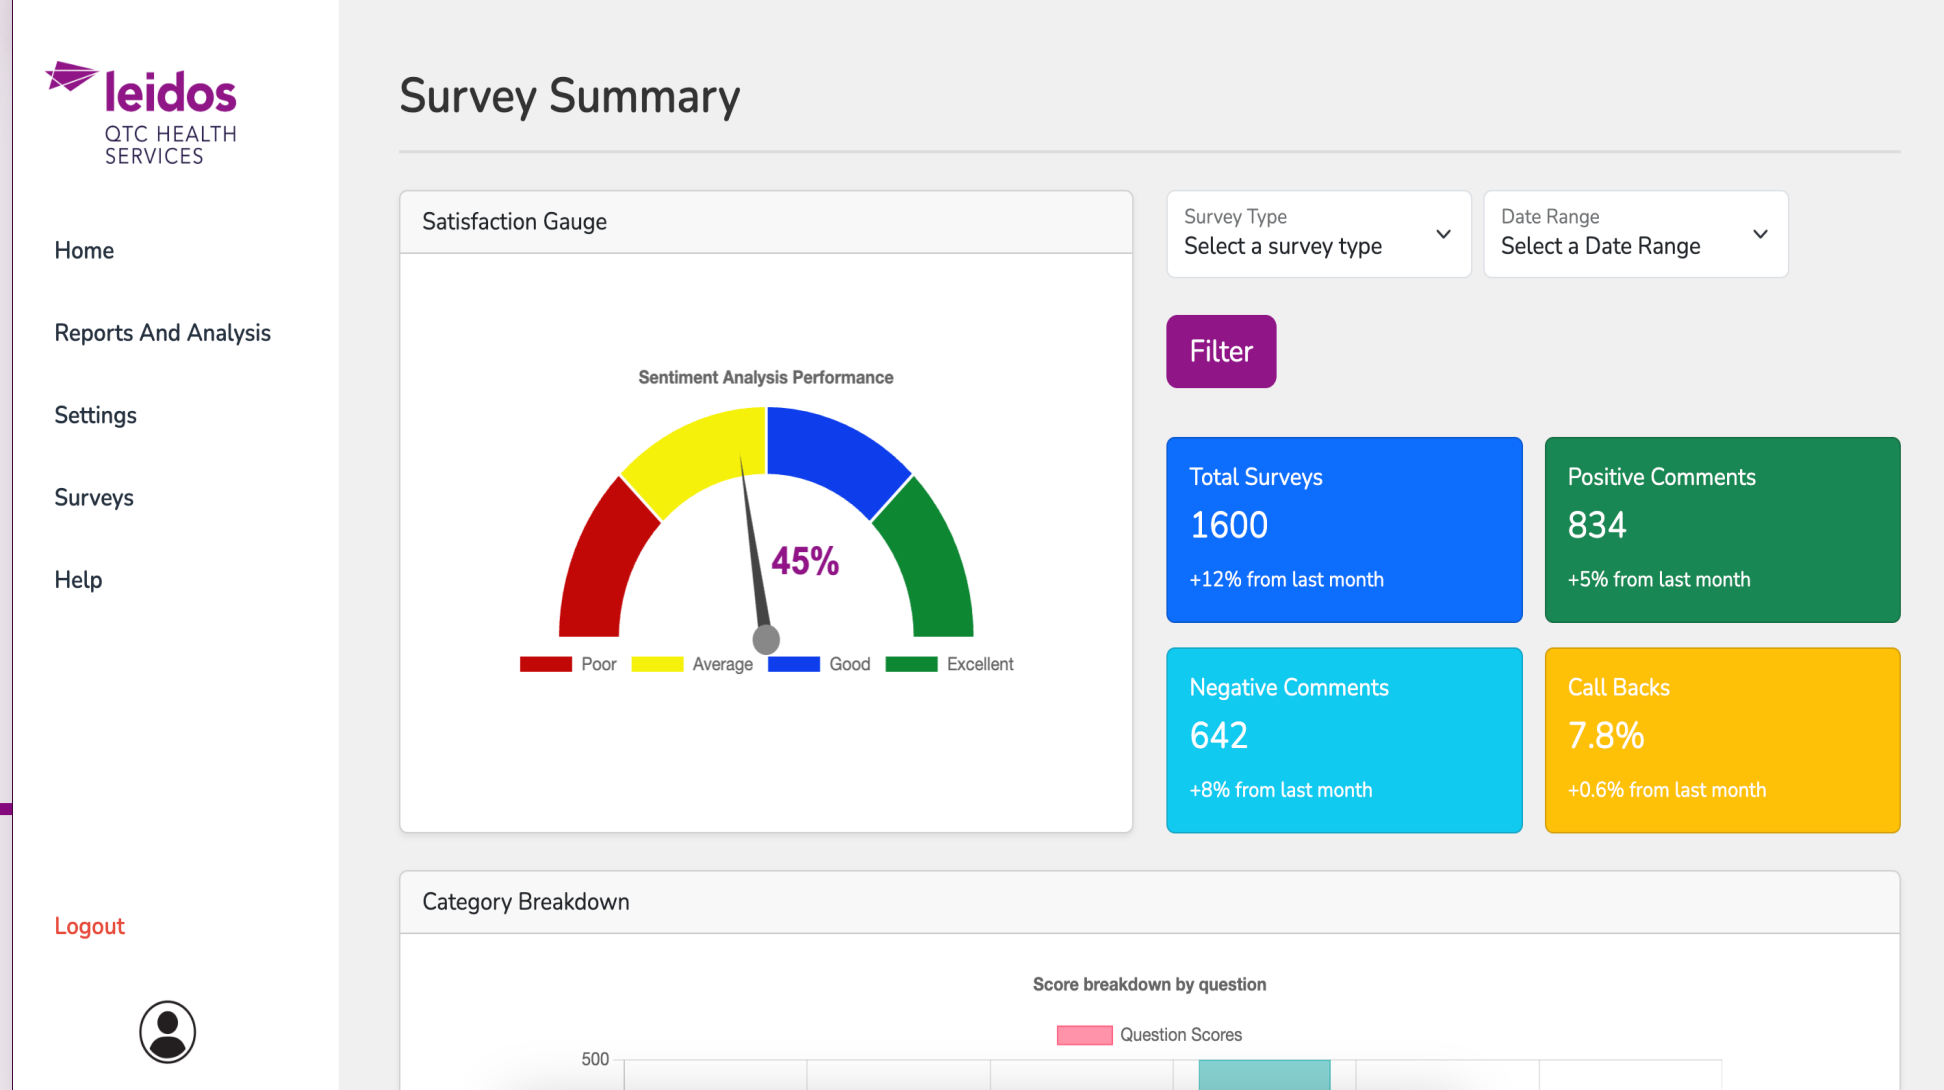 leidos
QTC HEALTH
SERVICES
Home
Reports And Analysis
Settings
Surveys
Help
Logout
Survey Summary
Satisfaction Gauge
Sentiment Analysis Performance
45%
Poor Average Good Excellent
Survey Type
Select a survey type
Date Range
Select a Date Range
Filter
Total Surveys
1600
+12% from last month
Positive Comments
834
+5% from last month
Negative Comments
642
+8% from last month
Call Backs
7.8%
+0.6% from last month
Category Breakdown
Score breakdown by question
Question Scores
500